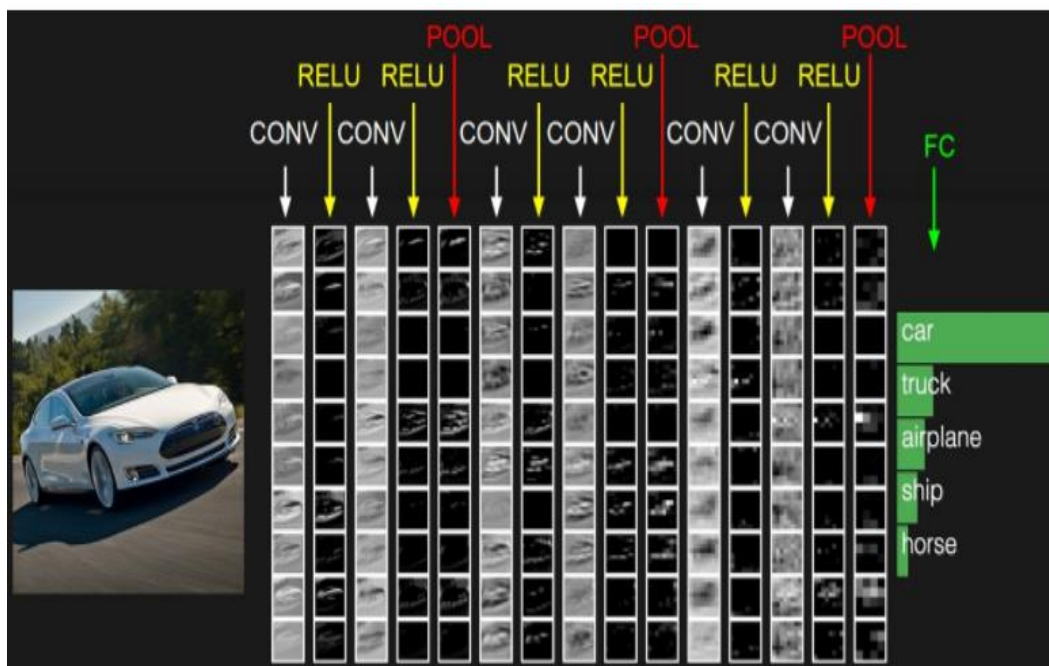 POOL POOL POOL
RELU RELU RELU RELU RELU RELU
CONV CONV CONV CONV CONV CONV
FC
car
truck
airplane
ship
horse